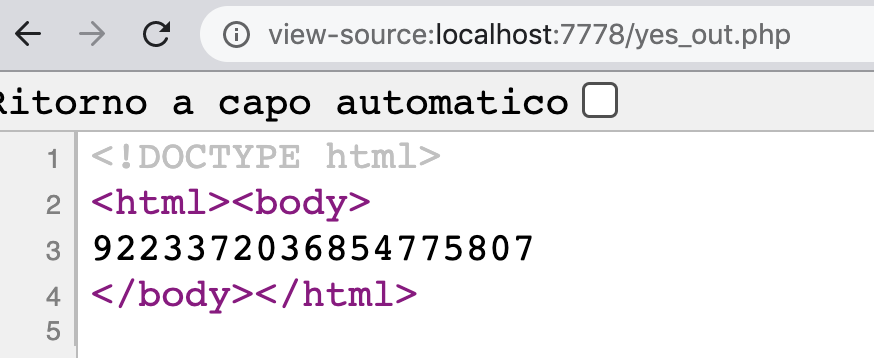 view-source:localhost:7778/yes_out.php
Ritorno a capo automatico
1 <!DOCTYPE html>
2 <html><body>
3 9223372036854775807
4 </body></html>
5